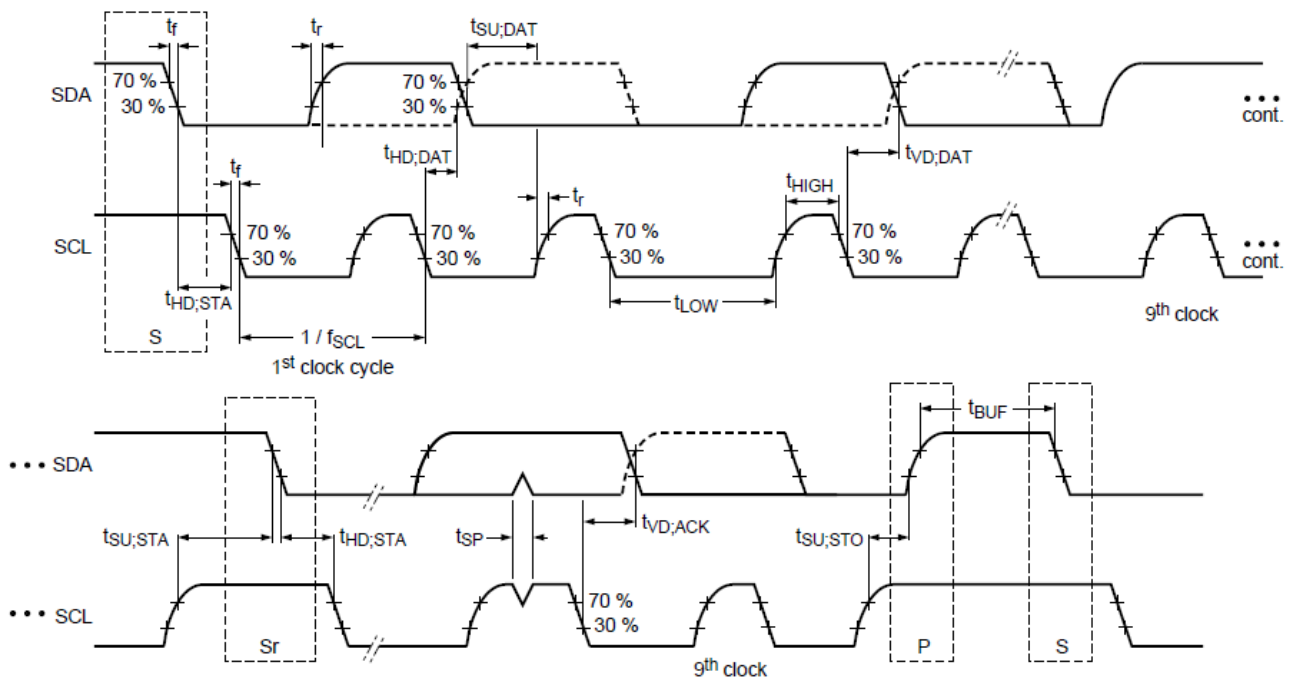 tf
tr
tSU;DAT
70 %
30 %
70 %
30 %
SDA
cont.
tHD;DAT
tVD;DAT
tf
tr
tHIGH
70 %
30 %
70 %
30 %
70 %
30 %
70 %
30 %
SCL
cont.
tHD;STA
tLOW
9th clock
S
1 / fSCL
1st clock cycle
tBUF
SDA
tSU;STA
tHD;STA
tSP
tVD;ACK
tSU;STO
70 %
30 %
SCL
Sr
9th clock
P
S